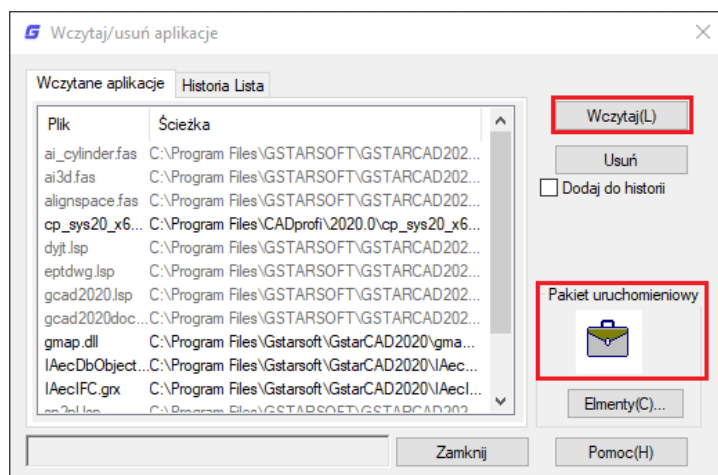 Wczytaj/usuń aplikacje
Wczytane aplikacje Historia Lista
Plik Ścieżka
ai_cylinder.fas C:\Program Files\GSTARSOFT\GSTARCAD202...
ai3d.fas C:\Program Files\GSTARSOFT\GSTARCAD202...
alignspace.fas C:\Program Files\GSTARSOFT\GSTARCAD202...
cp_sys20_x6... C:\Program Files\CADprofi\2020.0\cp_sys20_x6...
dyjt.lsp C:\Program Files\GSTARSOFT\GSTARCAD202...
eptdwg.lsp C:\Program Files\GSTARSOFT\GSTARCAD202...
gcad2020.lsp C:\Program Files\GSTARSOFT\GSTARCAD202...
gcad2020doc... C:\Program Files\GSTARSOFT\GSTARCAD202...
gmap.dll C:\Program Files\Gstarsoft\GstarCAD2020\gma...
IAecDbObject... C:\Program Files\Gstarsoft\GstarCAD2020\IAec...
IAecIFC.grx C:\Program Files\Gstarsoft\GstarCAD2020\IAecI...
C:\Program Files\GSTARSOFT\GSTARCAD202...
Wczytaj(L)
Usuń
Dodaj do historii
Pakiet uruchomieniowy
Elmenty(C)...
Zamknij
Pomoc(H)